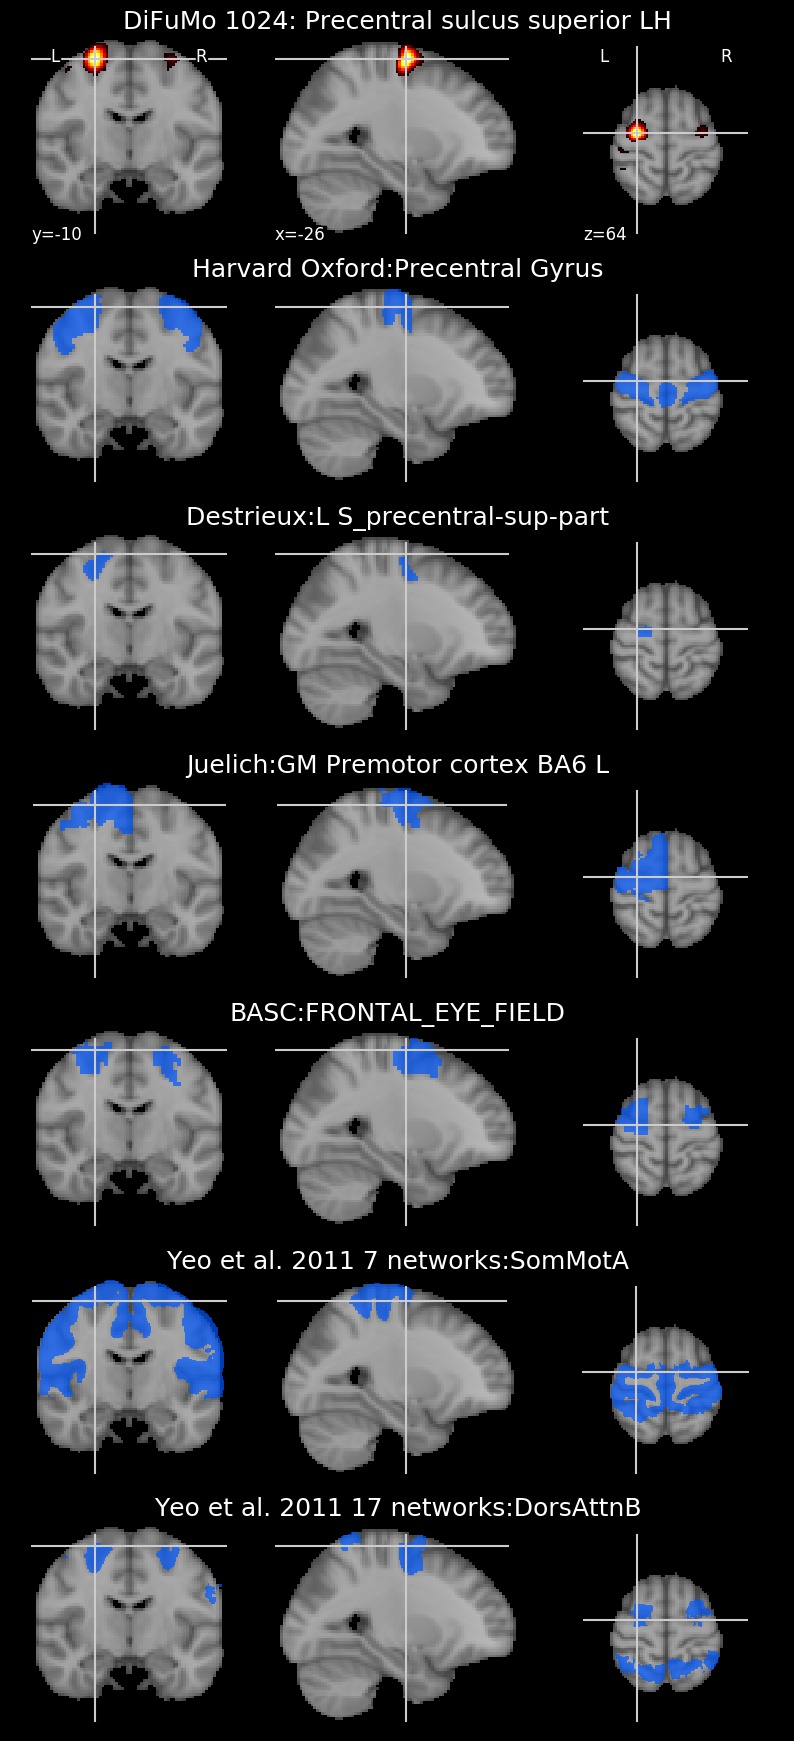 DiFuMo 1024: Precentral sulcus superior LH
L R L R
y=-10 x=-26 z=64
Harvard Oxford:Precentral Gyrus
Destrieux:L S_precentral-sup-part
Juelich:GM Premotor cortex BA6 L
BASC:FRONTAL_EYE_FIELD
Yeo et al. 2011 7 networks:SomMotA
Yeo et al. 2011 17 networks:DorsAttnB